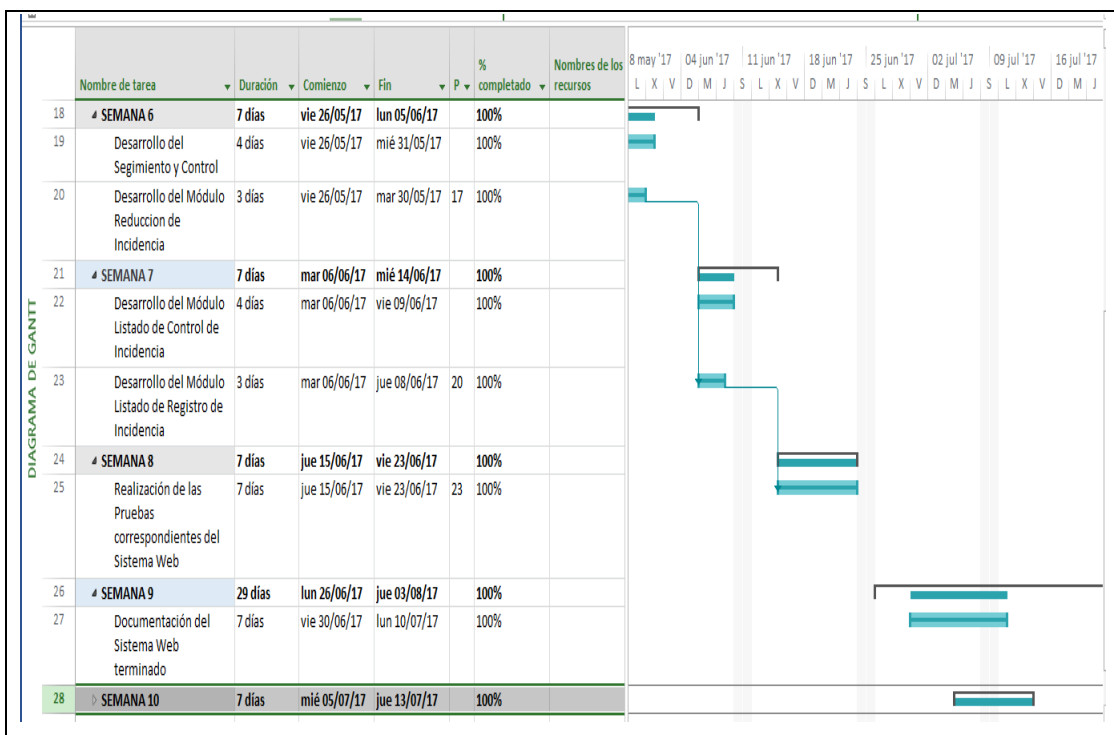 DIAGRAMA DE GANTT
Nombre de tarea Duración Comienzo Fin P % completado Nombres de los recursos
8 may '17 04 jun '17 11 jun '17 18 jun '17 25 jun '17 02 jul '17 09 jul '17 16 jul '17
L X V D M J S L X V D M J S L X V D M J S L X V D M J
18 SEMANA 6 7 días vie 26/05/17 lun 05/06/17 100%
19 Desarrollo del 4 días vie 26/05/17 mié 31/05/17 100%
Segimiento y Control
20 Desarrollo del Módulo 3 días vie 26/05/17 mar 30/05/17 17 100%
Reduccion de
Incidencia
21 SEMANA 7 7 días mar 06/06/17 mié 14/06/17 100%
22 Desarrollo del Módulo 4 días mar 06/06/17 vie 09/06/17 100%
Listado de Control de
Incidencia
23 Desarrollo del Módulo 3 días mar 06/06/17 jue 08/06/17 20 100%
Listado de Registro de
Incidencia
24 SEMANA 8 7 días jue 15/06/17 vie 23/06/17 100%
25 Realización de las 7 días jue 15/06/17 vie 23/06/17 23 100%
Pruebas
correspondientes del
Sistema Web
26 SEMANA 9 29 días lun 26/06/17 jue 03/08/17 100%
27 Documentación del 7 días vie 30/06/17 lun 10/07/17 100%
Sistema Web
terminado
28 SEMANA 10 7 días mié 05/07/17 jue 13/07/17 100%